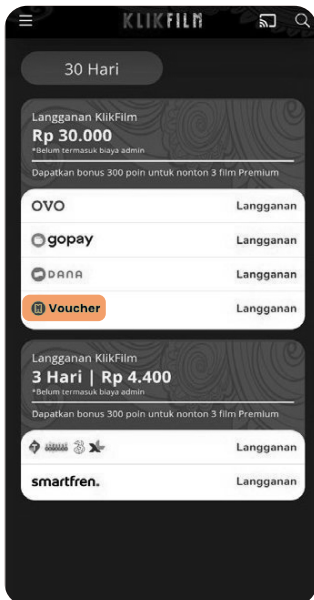 KLIKFILM
30 Hari
Langganan KlikFilm
Rp 30.000
*Belum termasuk biaya admin
Dapatkan bonus 300 poin untuk nonton 3 film Premium
OVO Langganan
gopay Langganan
DANA Langganan
Voucher Langganan
Langganan KlikFilm
3 Hari | Rp 4.400
*Belum termasuk biaya admin
Dapatkan bonus 300 poin untuk nonton 3 film Premium
3 XL Langganan
smartfren. Langganan